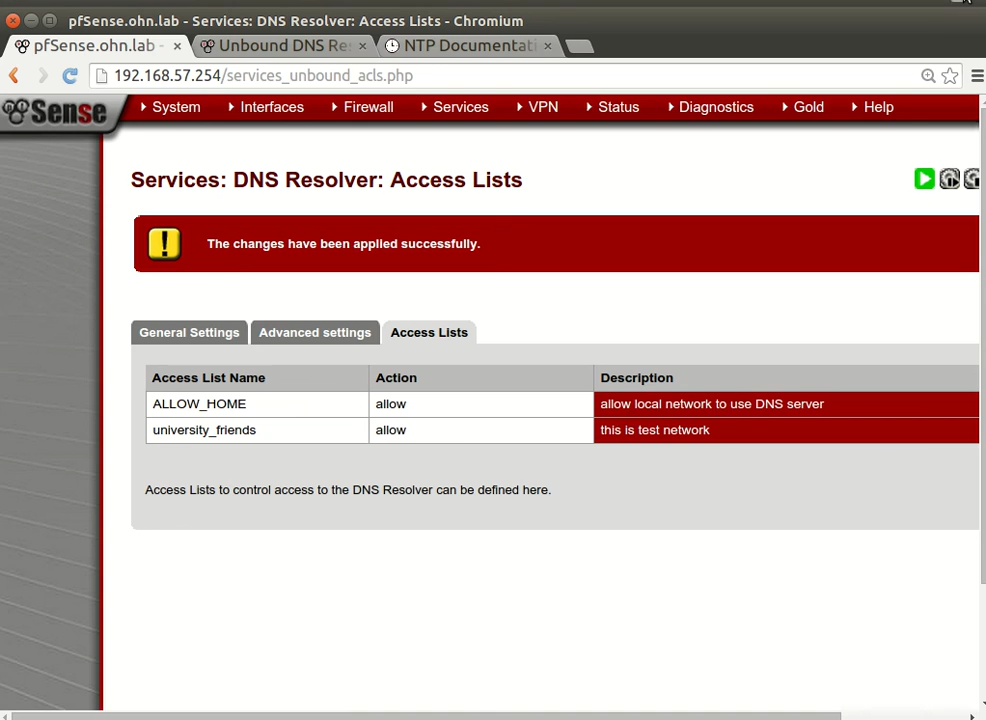 pfSense.ohn.lab - Services: DNS Resolver: Access Lists - Chromium
pfSense.ohn.lab - × Unbound DNS Res × NTP Documentati ×
192.168.57.254/services_unbound_acls.php
Sense System Interfaces Firewall Services VPN Status Diagnostics Gold Help
Services: DNS Resolver: Access Lists
The changes have been applied successfully.
General Settings Advanced settings Access Lists
Access List Name Action Description
ALLOW_HOME allow allow local network to use DNS server
university_friends allow this is test network
Access Lists to control access to the DNS Resolver can be defined here.